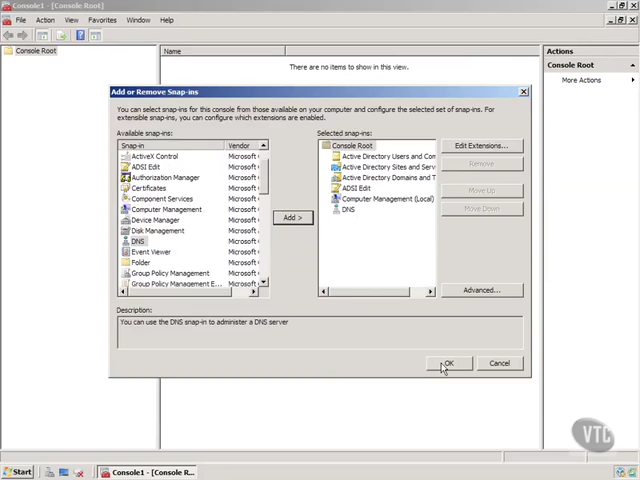 Console1 - [Console Root]
File Action View Favorites Window Help
Console Root
Name
There are no items to show in this view.
Actions
Console Root
More Actions
Add or Remove Snap-ins
You can select snap-ins for this console from those available on your computer and configure the selected set of snap-ins. For
extensible snap-ins, you can configure which extensions are enabled.
Available snap-ins:
Snap-in Vendor
ActiveX Control Microsoft
ADSI Edit Microsoft
Authorization Manager Microsoft
Certificates Microsoft
Component Services Microsoft
Computer Management Microsoft
Device Manager Microsoft
Disk Management Microsoft
DNS Microsoft
Event Viewer Microsoft
Folder Microsoft
Group Policy Management Microsoft
Group Policy Management E... Microsoft
Add >
Selected snap-ins:
Console Root
Active Directory Users and Com
Active Directory Sites and Serv
Active Directory Domains and T
ADSI Edit
Computer Management (Local)
DNS
Edit Extensions...
Remove
Move Up
Move Down
Advanced...
Description:
You can use the DNS snap-in to administer a DNS server
OK Cancel
VTC
Start
Console1 - [Console R...